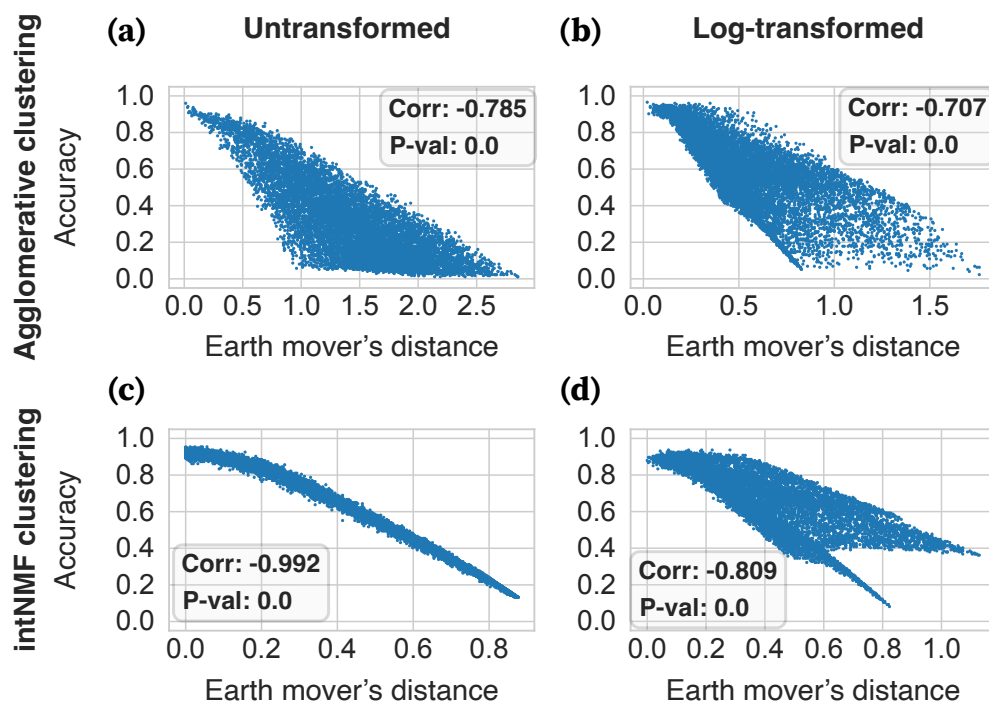 (a) Untransformed
(b) Log-transformed
Agglomerative clustering
Accuracy
1.0
0.8
0.6
0.4
0.2
0.0
Corr: -0.785
P-val: 0.0
0.0 0.5 1.0 1.5 2.0 2.5
Earth mover’s distance
1.0
0.8
0.6
0.4
0.2
0.0
Corr: -0.707
P-val: 0.0
0.0 0.5 1.0 1.5
Earth mover’s distance
(c)
(d)
intNMF clustering
Accuracy
1.0
0.8
0.6
0.4
0.2
0.0
Corr: -0.992
P-val: 0.0
0.0 0.2 0.4 0.6 0.8
Earth mover’s distance
1.0
0.8
0.6
0.4
0.2
0.0
Corr: -0.809
P-val: 0.0
0.0 0.2 0.4 0.6 0.8 1.0
Earth mover’s distance